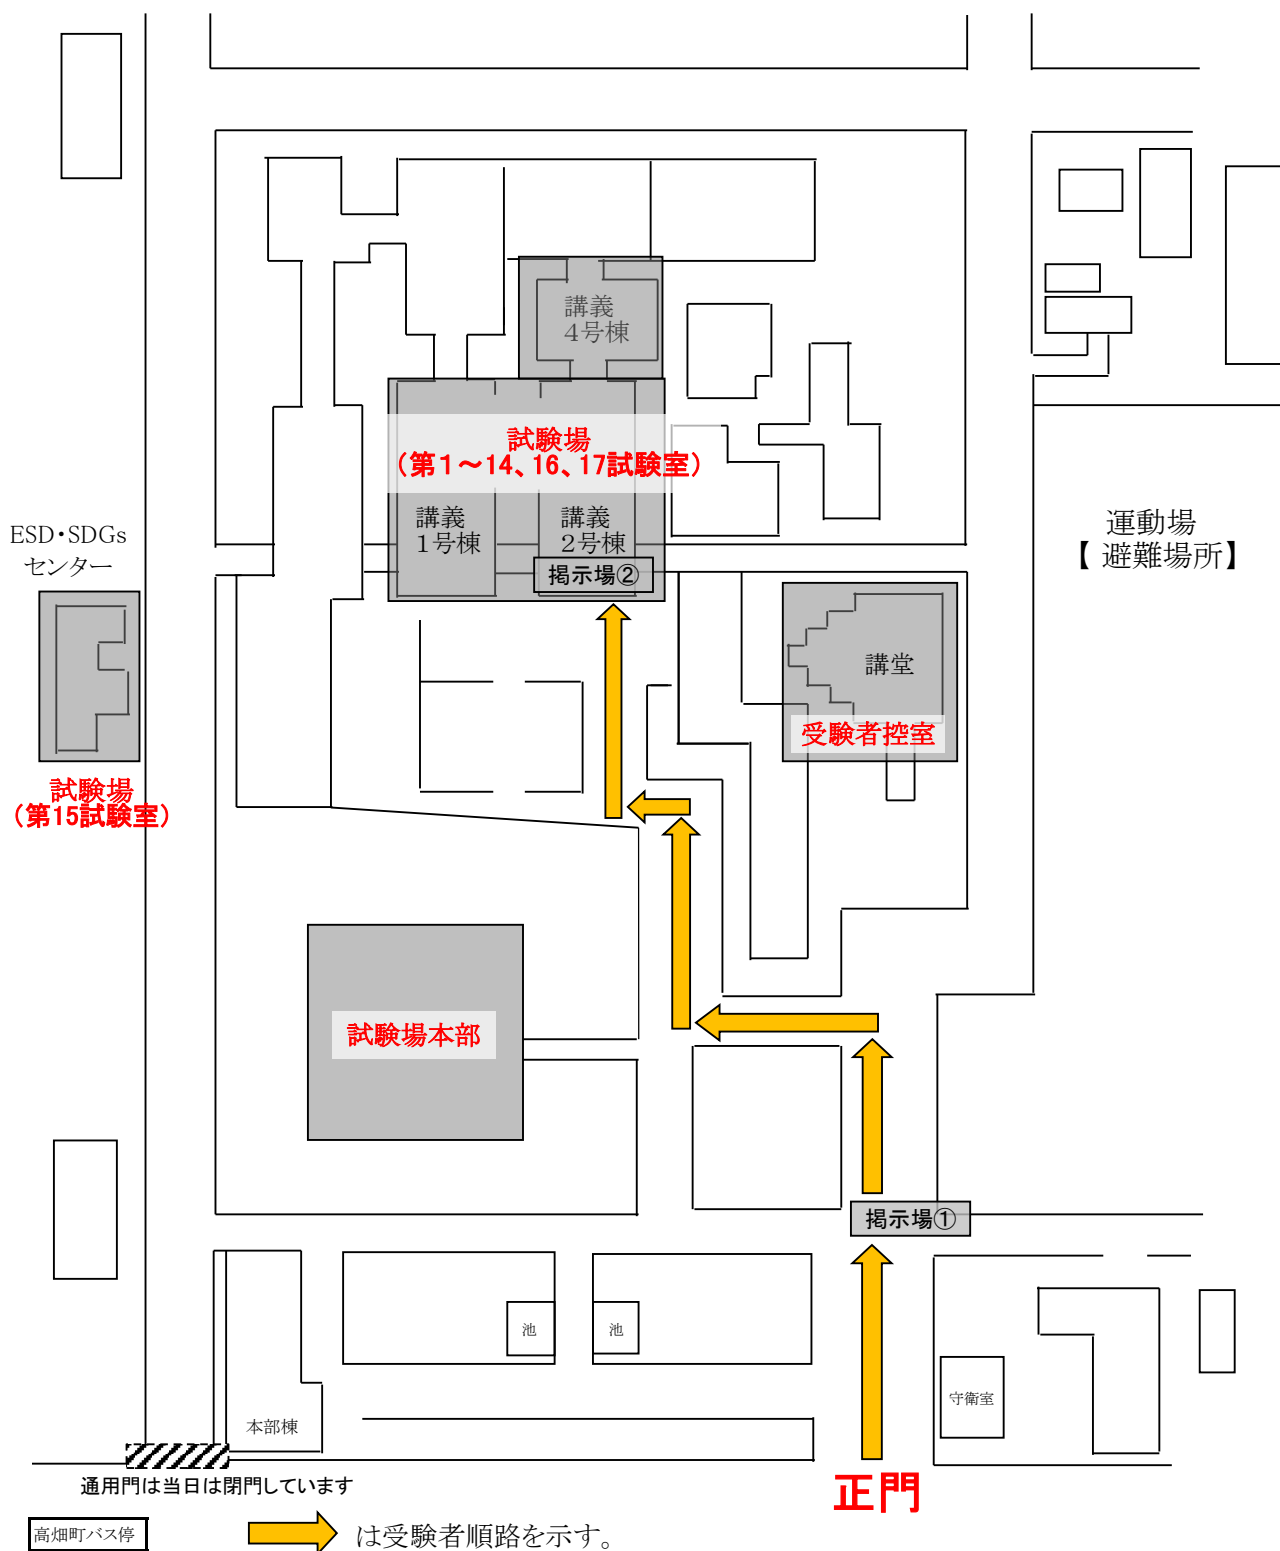 講義
４号棟
試験場
（第１～14、16、17試験室）
講義
１号棟
講義
２号棟
掲示場②
ESD・SDGs
センター
試験場
（第15試験室）
運動場
【 避難場所】
講堂
受験者控室
試験場本部
掲示場①
池
池
守衛室
本部棟
通用門は当日は閉門しています
正門
高畑町バス停
は受験者順路を示す。